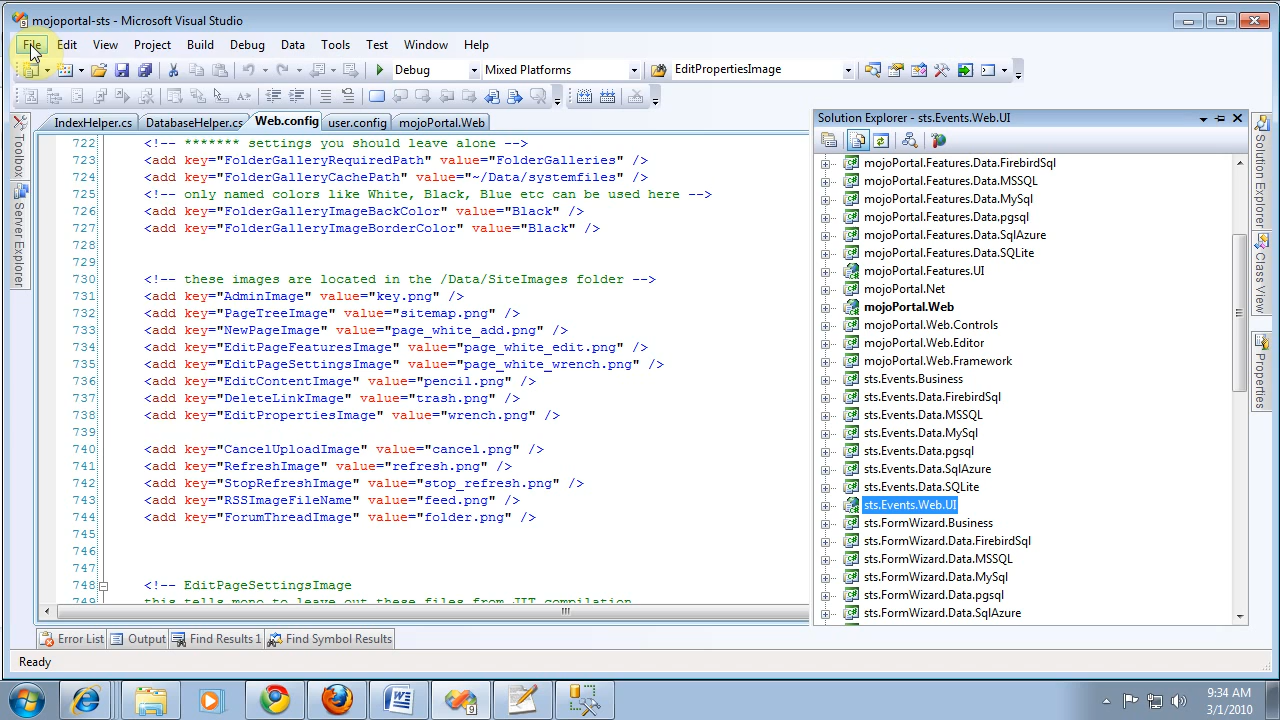 mojoportal-sts - Microsoft Visual Studio
File Edit View Project Build Debug Data Tools Test Window Help
Debug Mixed Platforms EditPropertiesImage
IndexHelper.cs DatabaseHelper.cs Web.config user.config mojoPortal.Web
Toolbox
Server Explorer
722 <!-- ******* settings you should leave alone -->
723 <add key="FolderGalleryRequiredPath" value="FolderGalleries" />
724 <add key="FolderGalleryCachePath" value="~/Data/systemfiles" />
725 <!-- only named colors like White, Black, Blue etc can be used here -->
726 <add key="FolderGalleryImageBackColor" value="Black" />
727 <add key="FolderGalleryImageBorderColor" value="Black" />
728
729
730 <!-- these images are located in the /Data/SiteImages folder -->
731 <add key="AdminImage" value="key.png" />
732 <add key="PageTreeImage" value="sitemap.png" />
733 <add key="NewPageImage" value="page_white_add.png" />
734 <add key="EditPageFeaturesImage" value="page_white_edit.png" />
735 <add key="EditPageSettingsImage" value="page_white_wrench.png" />
736 <add key="EditContentImage" value="pencil.png" />
737 <add key="DeleteLinkImage" value="trash.png" />
738 <add key="EditPropertiesImage" value="wrench.png" />
739
740 <add key="CancelUploadImage" value="cancel.png" />
741 <add key="RefreshImage" value="refresh.png" />
742 <add key="StopRefreshImage" value="stop_refresh.png" />
743 <add key="RSSImageFileName" value="feed.png" />
744 <add key="ForumThreadImage" value="folder.png" />
745
746
747
748 <!-- EditPageSettingsImage
749 this tells mono to leave out these files from JIT compilation
Solution Explorer - sts.Events.Web.UI
mojoPortal.Features.Data.FirebirdSql
mojoPortal.Features.Data.MSSQL
mojoPortal.Features.Data.MySql
mojoPortal.Features.Data.pgsql
mojoPortal.Features.Data.SqlAzure
mojoPortal.Features.Data.SQLite
mojoPortal.Features.UI
mojoPortal.Net
mojoPortal.Web
mojoPortal.Web.Controls
mojoPortal.Web.Editor
mojoPortal.Web.Framework
sts.Events.Business
sts.Events.Data.FirebirdSql
sts.Events.Data.MSSQL
sts.Events.Data.MySql
sts.Events.Data.pgsql
sts.Events.Data.SqlAzure
sts.Events.Data.SQLite
sts.Events.Web.UI
sts.FormWizard.Business
sts.FormWizard.Data.FirebirdSql
sts.FormWizard.Data.MSSQL
sts.FormWizard.Data.MySql
sts.FormWizard.Data.pgsql
sts.FormWizard.Data.SqlAzure
Solution Explorer
Class View
Properties
Error List Output Find Results 1 Find Symbol Results
Ready
9:34 AM
3/1/2010